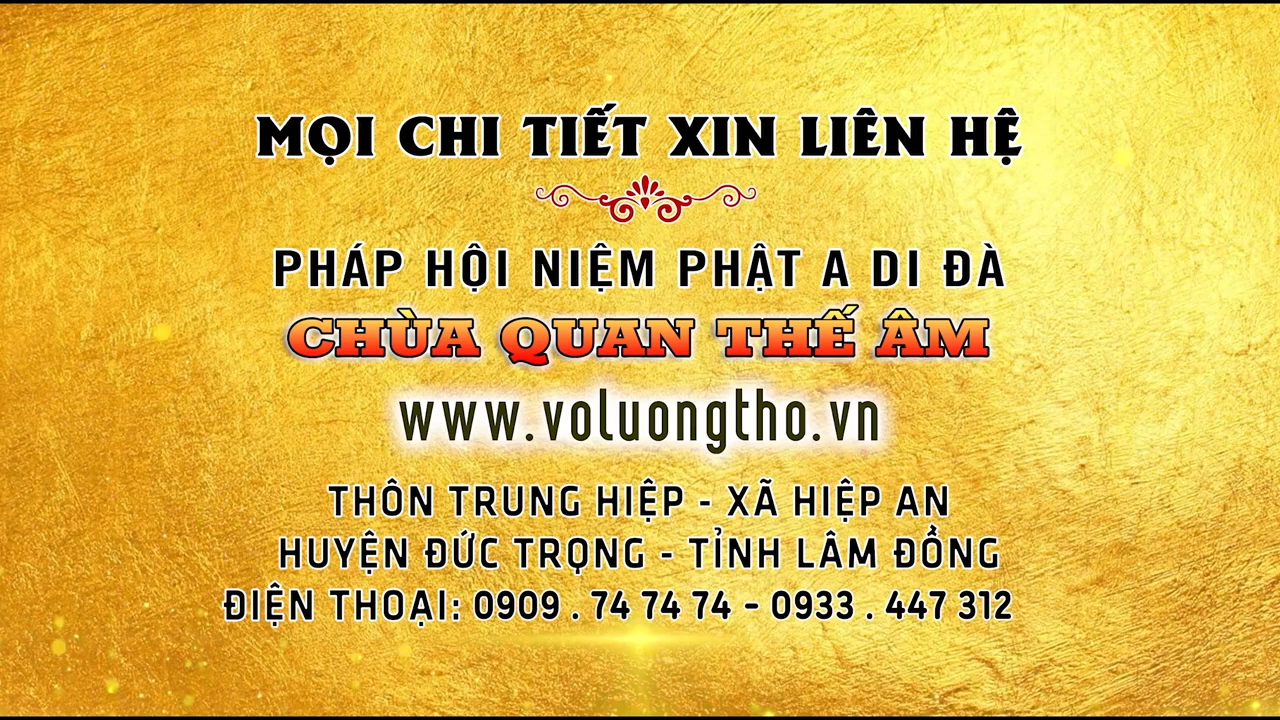 MỌI CHI TIẾT XIN LIÊN HỆ
PHÁP HỘI NIỆM PHẬT A DI ĐÀ
CHÙA QUAN THẾ ÂM
www.voluongtho.vn
THÔN TRUNG HIỆP - XÃ HIỆP AN
HUYỆN ĐỨC TRỌNG - TỈNH LÂM ĐỒNG
ĐIỆN THOẠI: 0909 . 74 74 74 - 0933 . 447 312